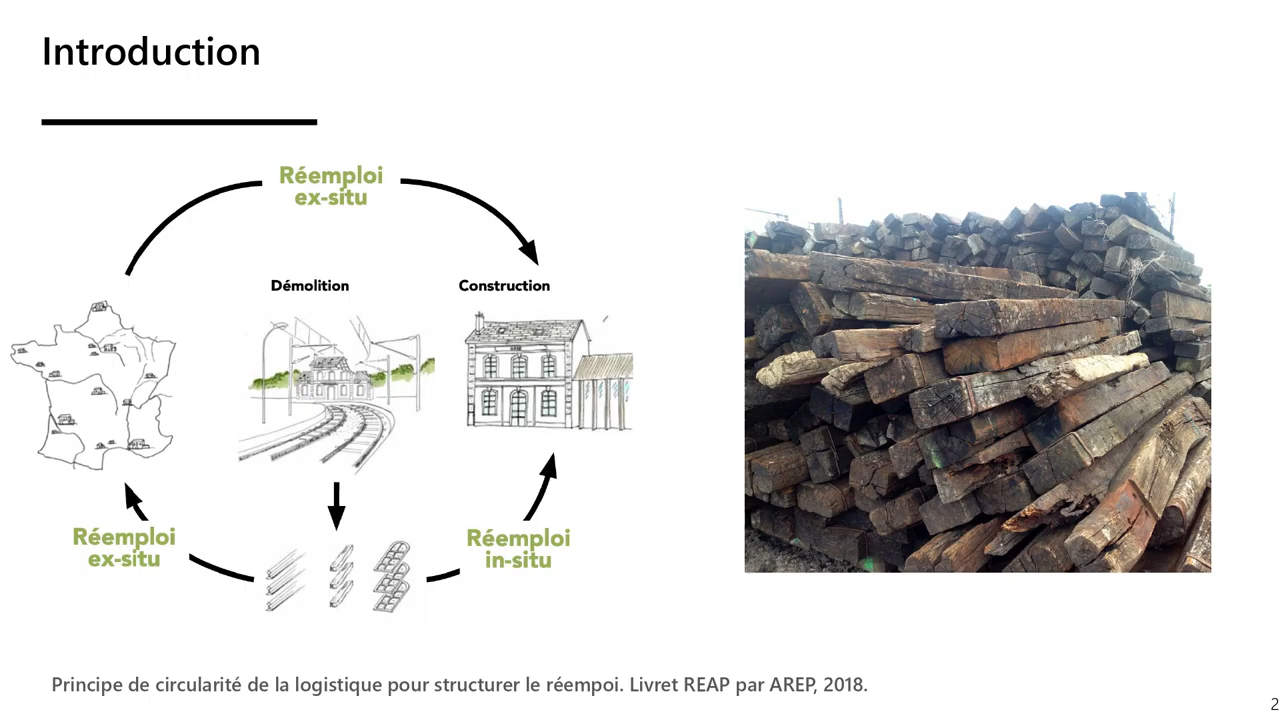 Introduction
Réemploi
ex-situ
Démolition
Construction
Réemploi
ex-situ
Réemploi
in-situ
Principe de circularité de la logistique pour structurer le réempoi. Livret REAP par AREP, 2018.
2